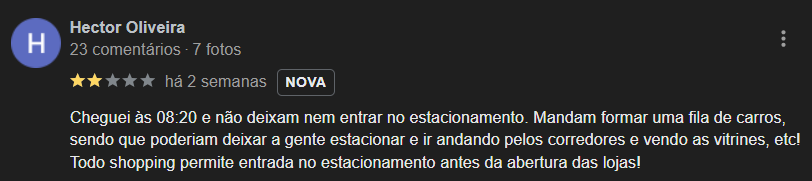 Hector Oliveira
23 comentários · 7 fotos
há 2 semanas NOVA
Cheguei às 08:20 e não deixam nem entrar no estacionamento. Mandam formar uma fila de carros,
sendo que poderiam deixar a gente estacionar e ir andando pelos corredores e vendo as vitrines, etc!
Todo shopping permite entrada no estacionamento antes da abertura das lojas!